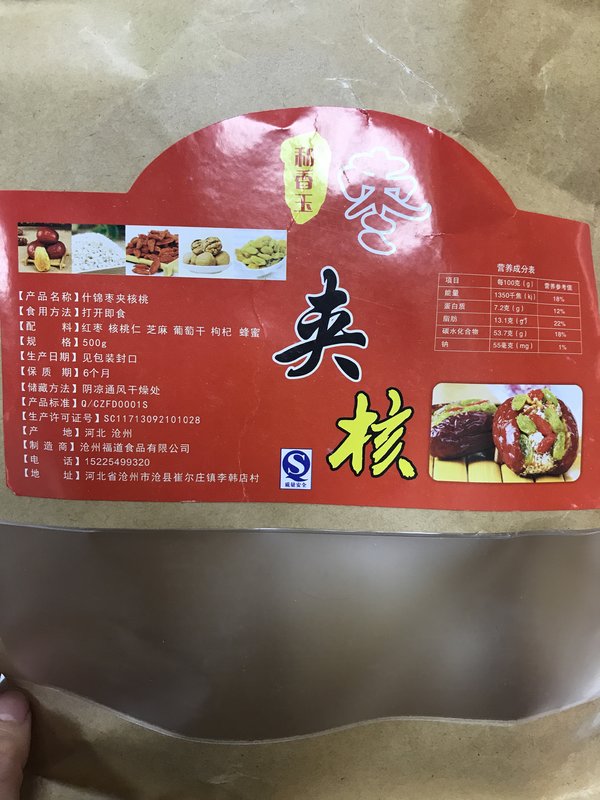 和香玉
枣
夹
核
【产品名称】什锦枣夹核桃
【食用方法】打开即食
【配 料】红枣 核桃仁 芝麻 葡萄干 枸杞 蜂蜜
【规 格】500g
【生产日期】见包装封口
【保 质 期】6个月
【储藏方法】阴凉通风干燥处
【产品标准】Q/CZFD0001S
【生产许可证号】SC11713092101028
【产 地】河北 沧州
【制 造 商】沧州福道食品有限公司
【电 话】15225499320
【地 址】河北省沧州市沧县崔尔庄镇李韩店村
营养成分表
项目 每100克(g) 营养参考值
能量 1350千焦(kj) 18%
蛋白质 7.2克(g) 12%
脂肪 13.1克(g) 22%
碳水化合物 53.7克(g) 18%
钠 55毫克(mg) 1%
质量安全